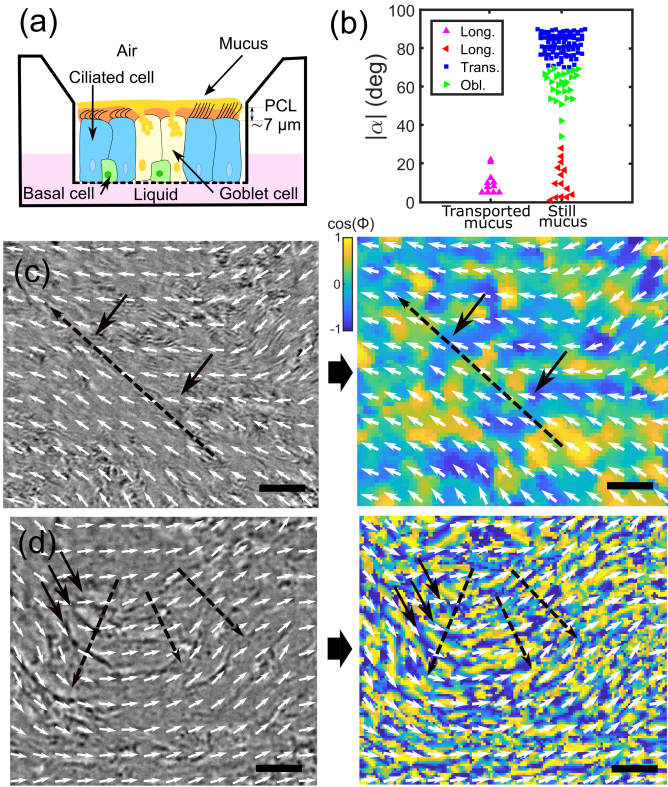 (a)
Air
Mucus
Ciliated cell
PCL
~7 μm
Basal cell
Liquid
Goblet cell
(b)
|α| (deg)
100
80
60
40
20
0
Long.
Long.
Trans.
Obl.
Transported
mucus
Still
mucus
(c)
cos(Φ)
1
0
-1
(d)